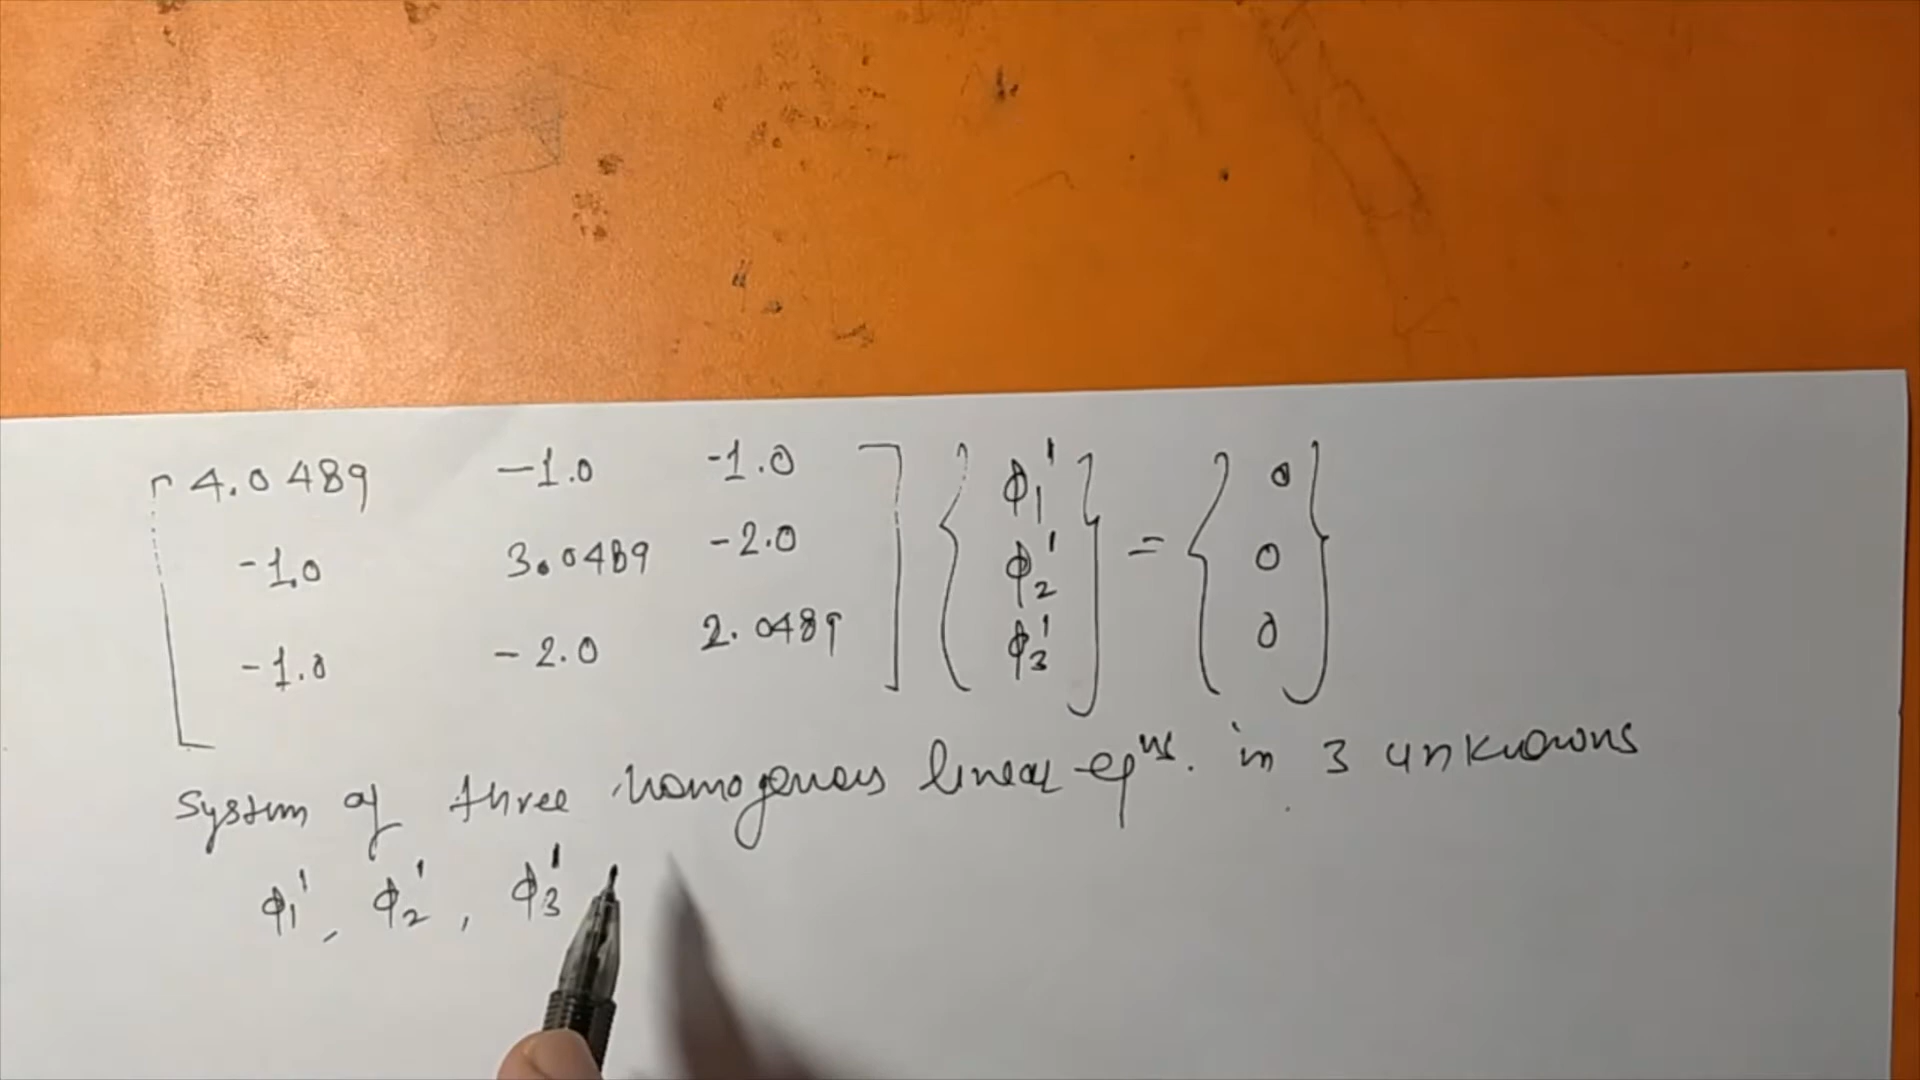 4.0489 -1.0 -1.0 ϕ₁' 0
-1.0 3.0489 -2.0 ϕ₂' = 0
-1.0 -2.0 2.0489 ϕ₃' 0
System of three homogenous linear eqⁿˢ. in 3 unknowns
ϕ₁', ϕ₂', ϕ₃'